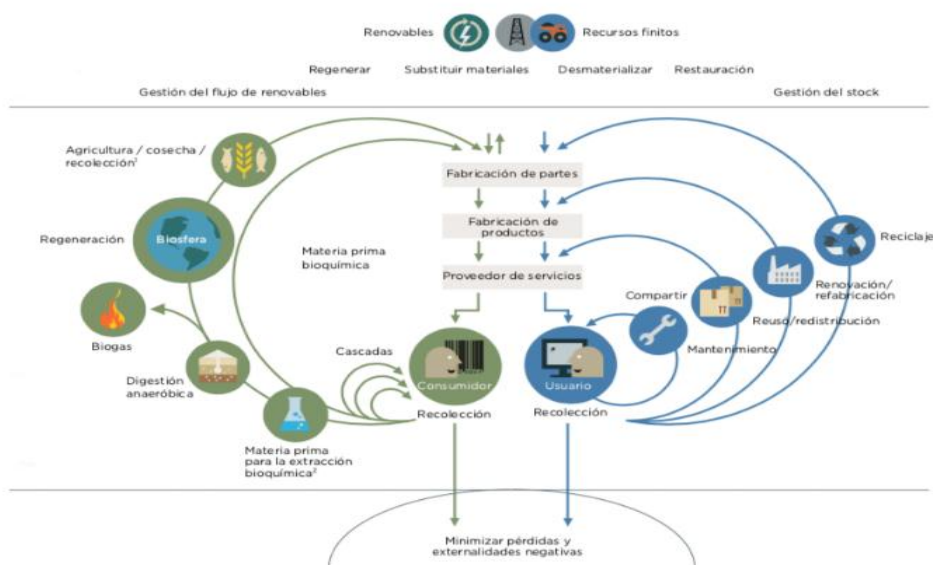 Renovables
Recursos finitos
Regenerar
Substituir materiales
Desmaterializar
Restauración
Gestión del flujo de renovables
Gestión del stock
Agricultura / cosecha /
recolección¹
Fabricación de partes
Fabricación de
productos
Proveedor de servicios
Regeneración
Biosfera
Materia prima
bioquímica
Reciclaje
Renovación/
refabricación
Compartir
Reuso/redistribución
Mantenimiento
Biogas
Cascadas
Digestión
anaeróbica
Consumidor
Usuario
Recolección
Recolección
Materia prima
para la extracción
bioquímica²
Minimizar pérdidas y
externalidades negativas